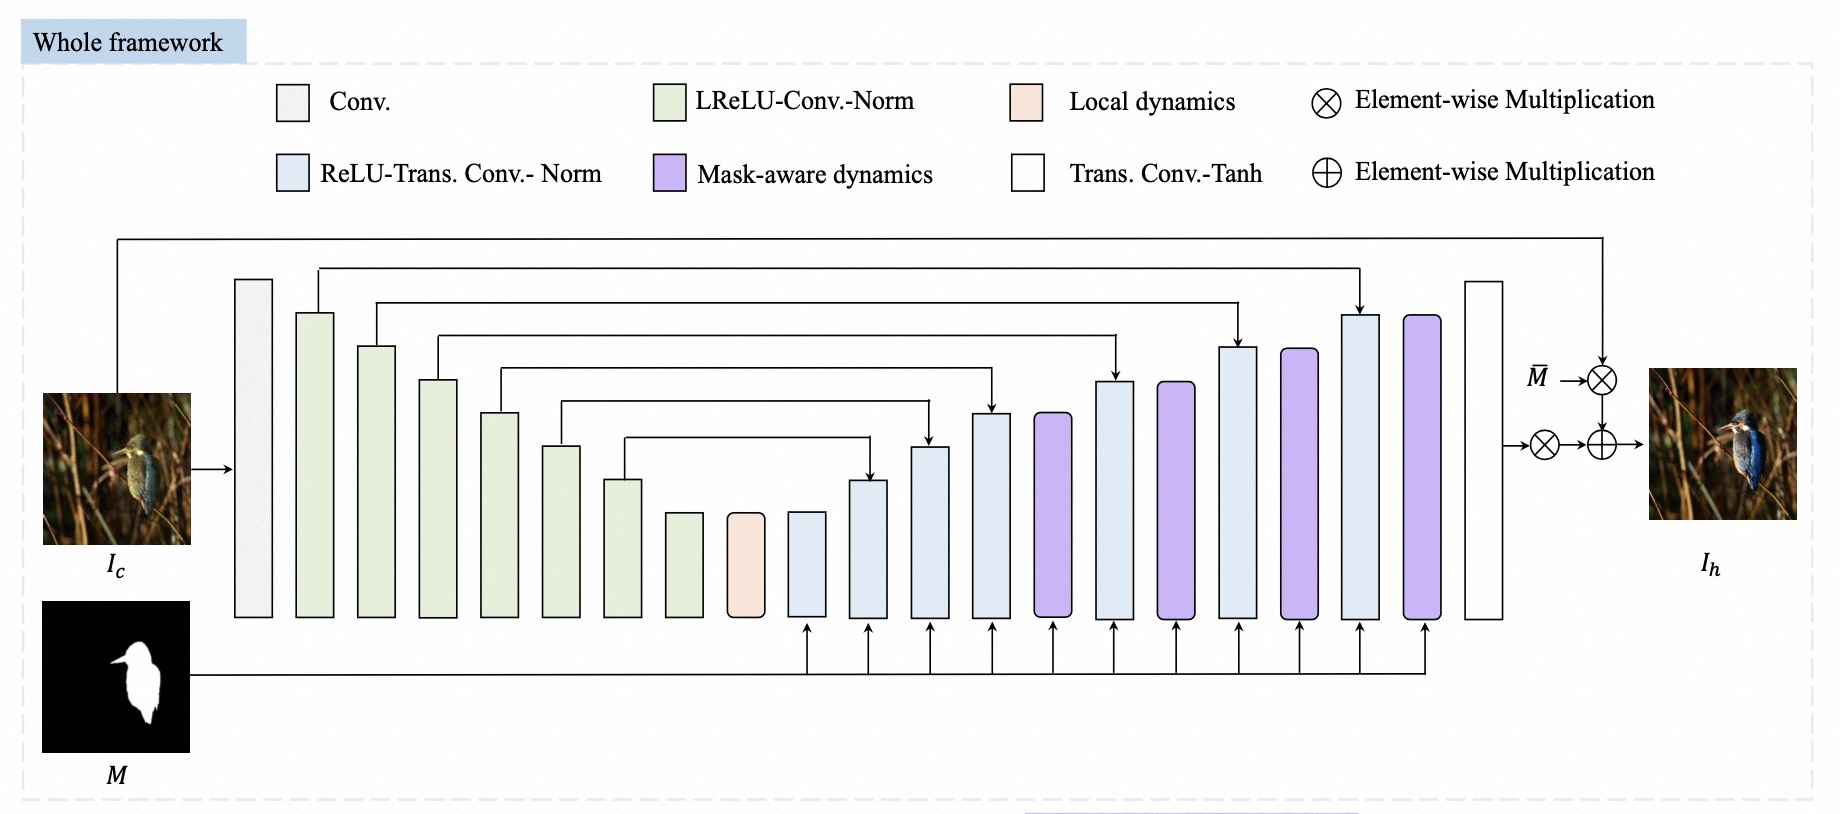 Whole framework
Conv.
LReLU-Conv.-Norm
Local dynamics
Element-wise Multiplication
ReLU-Trans. Conv.- Norm
Mask-aware dynamics
Trans. Conv.-Tanh
Element-wise Multiplication
M̅
I_c
I_h
M